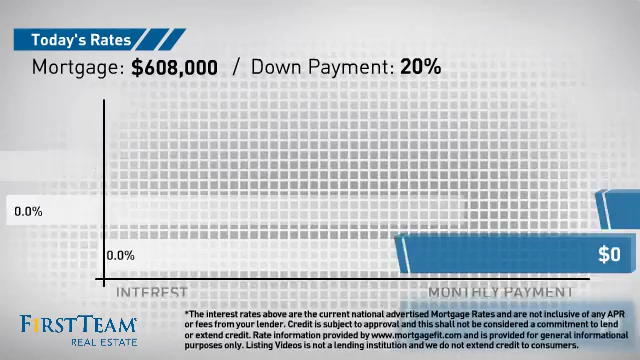 Today's Rates
Mortgage: $608,000 / Down Payment: 20%
0.0%
0.0%
$0
INTEREST MONTHLY PAYMENT
FIRSTTEAM®
REAL ESTATE
*The interest rates above are the current national advertised Mortgage Rates and are not inclusive of any APR
or fees from your lender. Credit is subject to approval and this shall not be considered a commitment to lend
or extend credit. Rate information provided by www.mortgagefit.com and is provided for general informational
purposes only. Listing Videos is not a lending institution and we do not extend credit to consumers.